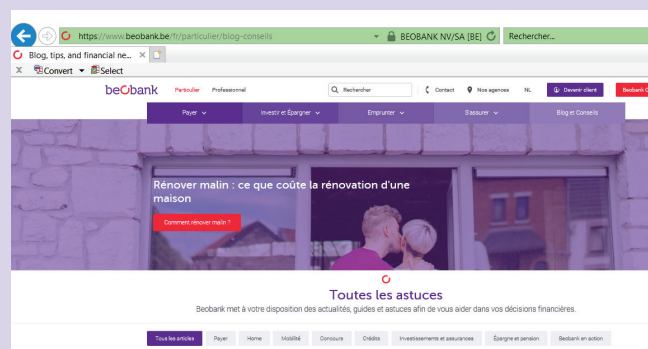 https://www.beobank.be/fr/particulier/blog-conseils BEOBANK NV/SA [BE] Rechercher...
Blog, tips, and financial ne...
x Convert Select
beobank Particulier Professionnel Rechercher Contact Nos agences NL Devenir client Beobank O
Payer Investir et Épargner Emprunter S'assurer Blog et Conseils
Rénover malin : ce que coûte la rénovation d'une
maison
Comment rénover malin ?
Toutes les astuces
Beobank met à votre disposition des actualités, guides et astuces afin de vous aider dans vos décisions financières.
Tous les articles Payer Home Mobilité Concours Crédits Investissements et assurances Épargne et pension Beobank en action